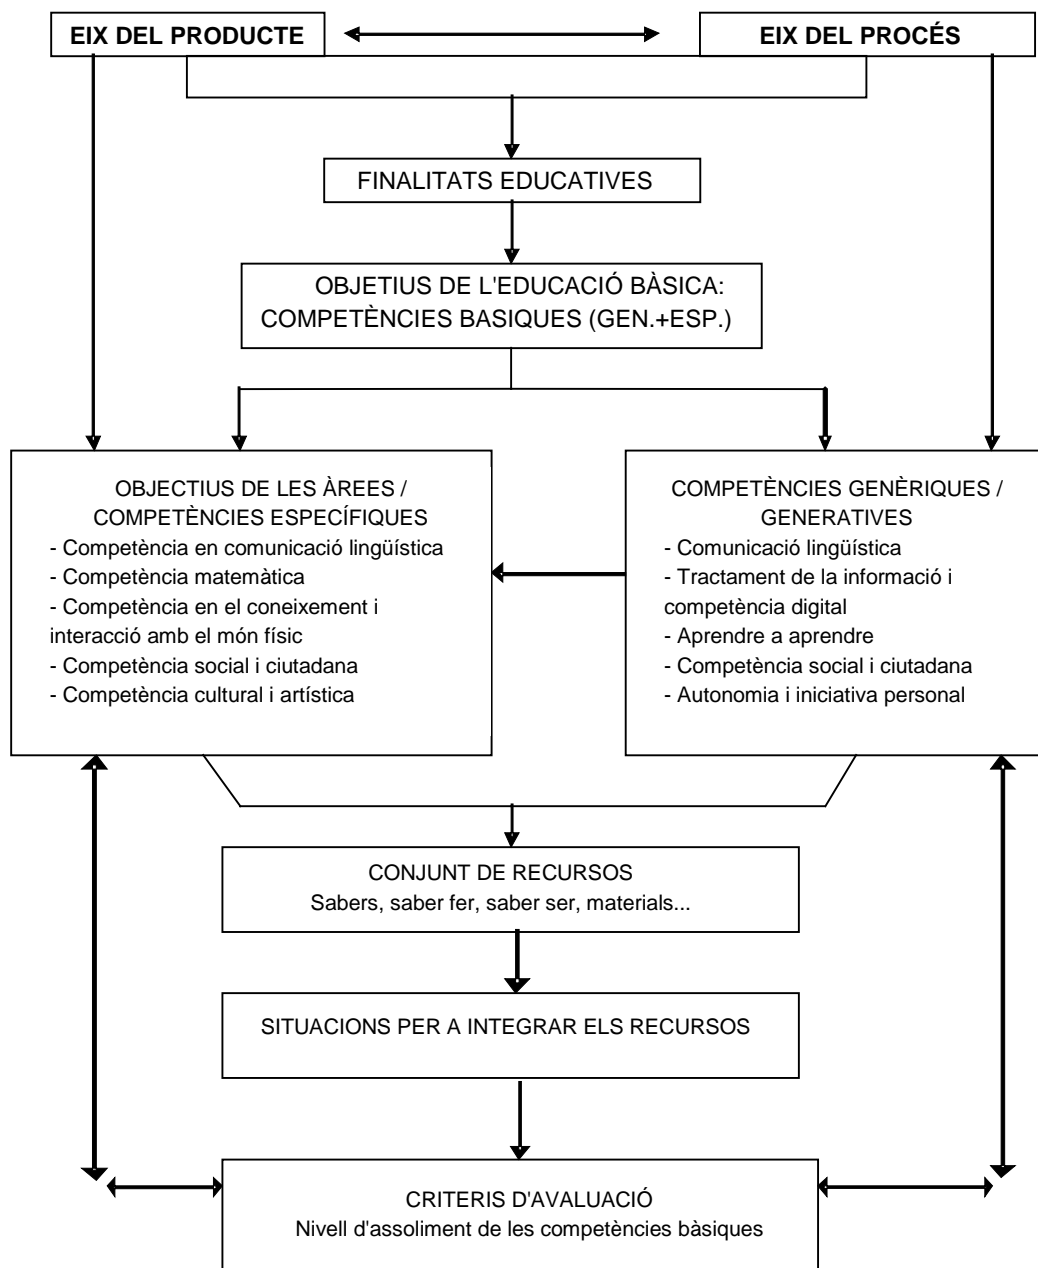 EIX DEL PRODUCTE
EIX DEL PROCÉS
FINALITATS EDUCATIVES
OBJETIUS DE L'EDUCACIÓ BÀSICA:
COMPETÈNCIES BASIQUES (GEN.+ESP.)
OBJECTIUS DE LES ÀREES /
COMPETÈNCIES ESPECÍFIQUES
- Competència en comunicació lingüística
- Competència matemàtica
- Competència en el coneixement i
interacció amb el món físic
- Competència social i ciutadana
- Competència cultural i artística
COMPETÈNCIES GENÈRIQUES /
GENERATIVES
- Comunicació lingüística
- Tractament de la informació i
competència digital
- Aprendre a aprendre
- Competència social i ciutadana
- Autonomia i iniciativa personal
CONJUNT DE RECURSOS
Sabers, saber fer, saber ser, materials...
SITUACIONS PER A INTEGRAR ELS RECURSOS
CRITERIS D'AVALUACIÓ
Nivell d'assoliment de les competències bàsiques